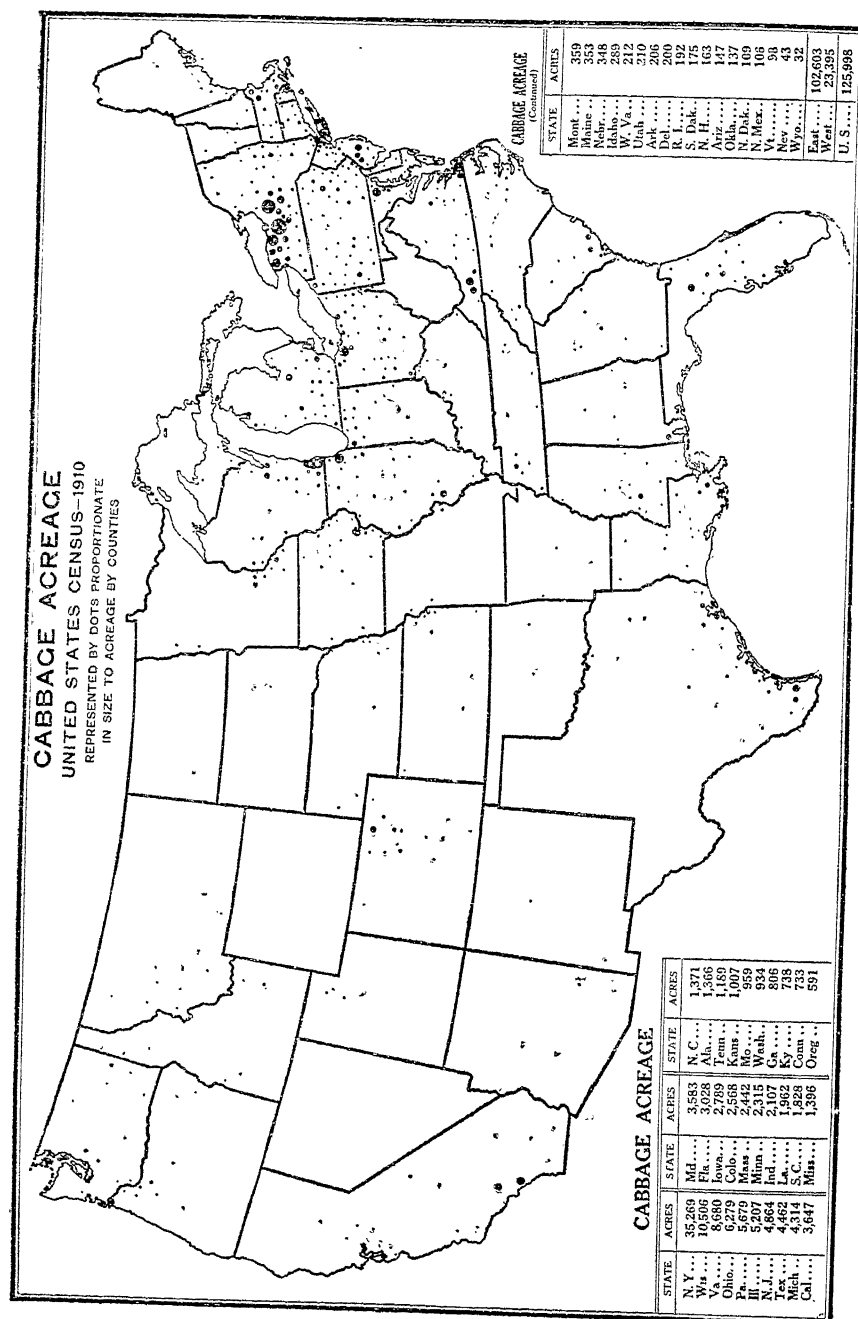 CABBAGE ACREAGE
UNITED STATES CENSUS-1910
REPRESENTED BY DOTS PROPORTIONATE
IN SIZE TO ACREAGE BY COUNTIES
CABBAGE ACREAGE
STATE ACRES STATE ACRES STATE ACRES
N. Y... 35,269 Md.... 3,583 N. C... 1,371
Wis ... 10,506 Fla.... 3,028 Ala.... 1,366
Va .... 8,680 Iowa... 2,789 Tenn .. 1,189
Ohio... 6,279 Colo... 2,568 Kans .. 1,007
Pa..... 5,679 Mass .. 2,442 Mo .... 959
Ill .... 5,207 Minn .. 2,315 Wash.. 934
N. J.... 4,864 Ind.... 2,107 Ga .... 806
Tex ... 4,462 La..... 1,962 Ky .... 738
Mich .. 4,314 S. C.... 1,828 Conn .. 733
Cal.... 3,647 Miss... 1,396 Oreg .. 591
CABBAGE ACREAGE
(Continued)
STATE ACRES
Mont... 359
Maine.. 353
Nebr... 348
Idaho.. 289
W. Va.. 212
Utah... 210
Ark.... 206
Del.... 200
R. I.... 192
S. Dak.. 175
N. H... 163
Ariz... 147
Okla... 137
N. Dak.. 109
N. Mex.. 106
Vt..... 98
Nev.... 43
Wyo... 32
East... 102,603
West .. 23,395
U. S.... 125,998